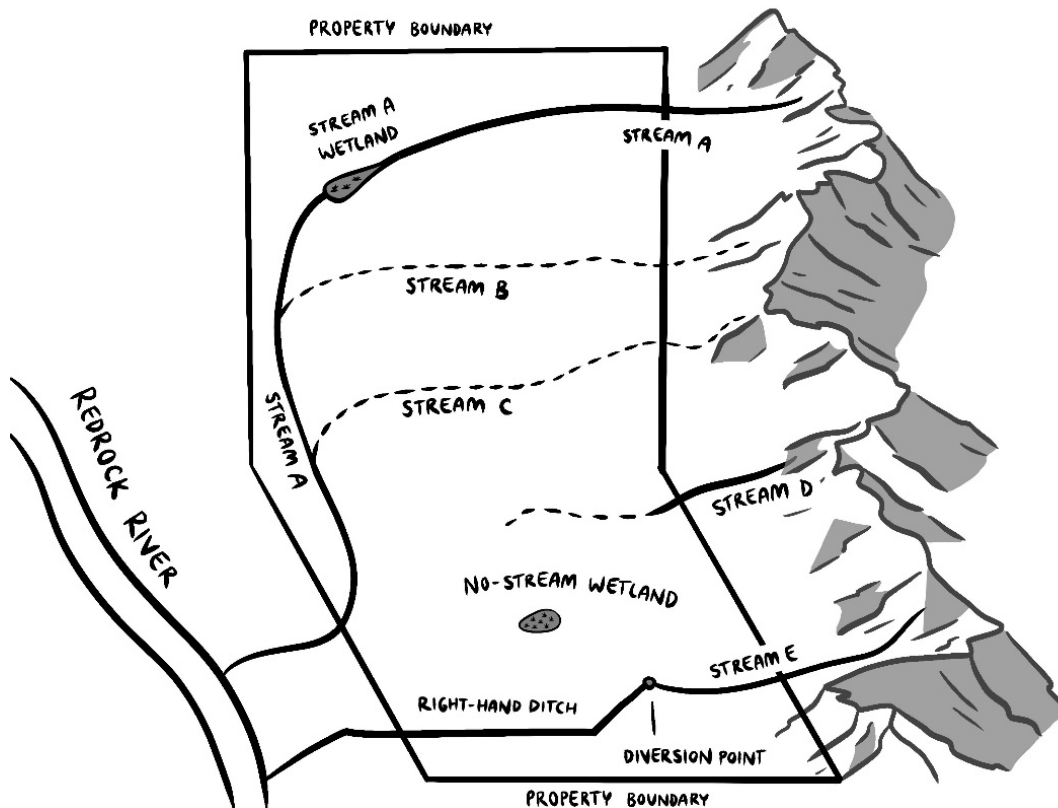 PROPERTY BOUNDARY
STREAM A
WETLAND
STREAM A
STREAM B
STREAM C
STREAM A
REDROCK RIVER
STREAM D
NO-STREAM WETLAND
STREAM E
RIGHT-HAND DITCH
DIVERSION POINT
PROPERTY BOUNDARY